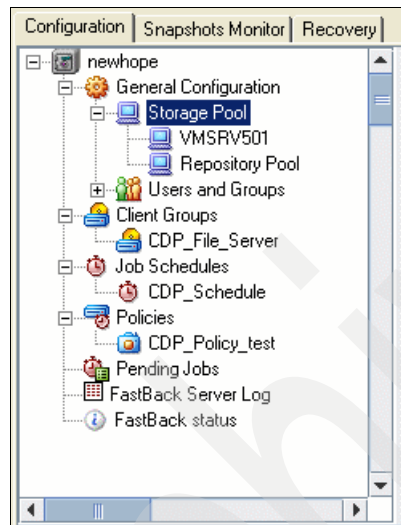 Configuration Snapshots Monitor Recovery
newhope
General Configuration
Storage Pool
VMSRV501
Repository Pool
Users and Groups
Client Groups
CDP_File_Server
Job Schedules
CDP_Schedule
Policies
CDP_Policy_test
Pending Jobs
FastBack Server Log
FastBack status